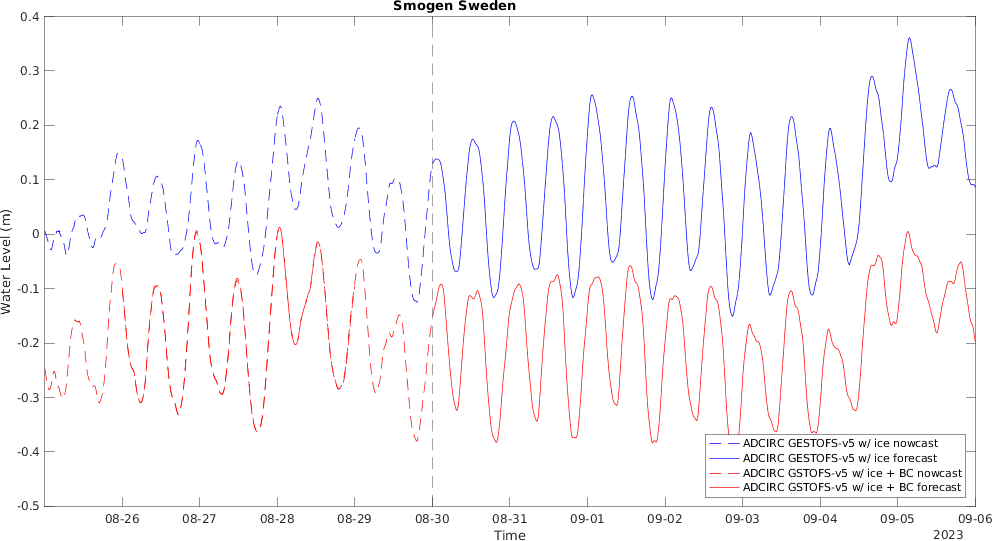 Smogen Sweden
0.4
0.3
0.2
0.1
0
-0.1
-0.2
-0.3
-0.4
-0.5
Water Level (m)
ADCIRC GESTOFS-v5 w/ ice nowcast
ADCIRC GESTOFS-v5 w/ ice forecast
ADCIRC GSTOFS-v5 w/ ice + BC nowcast
ADCIRC GSTOFS-v5 w/ ice + BC forecast
08-26 08-27 08-28 08-29 08-30 08-31 09-01 09-02 09-03 09-04 09-05 09-06
Time
2023